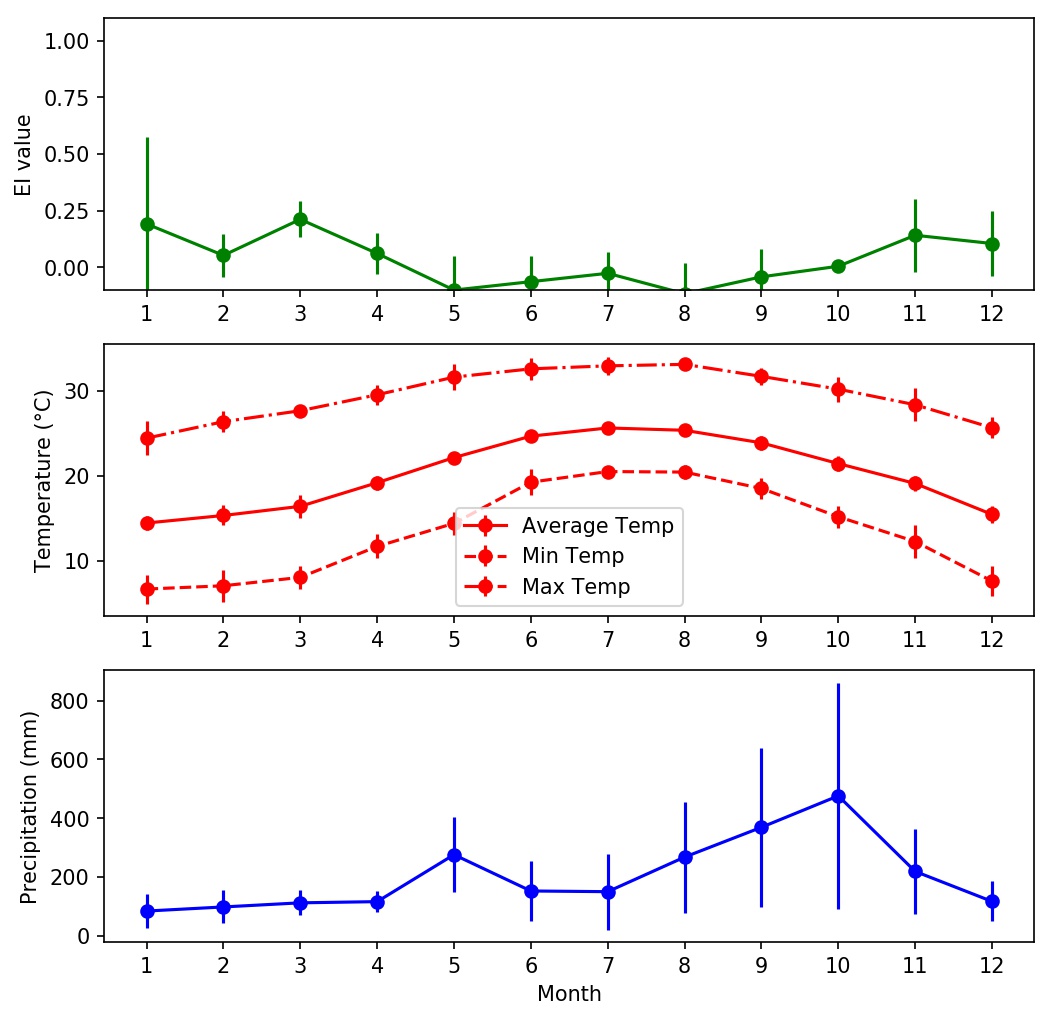 EI value
1.00
0.75
0.50
0.25
0.00
1 2 3 4 5 6 7 8 9 10 11 12
Temperature (°C)
30
20
10
Average Temp
Min Temp
Max Temp
1 2 3 4 5 6 7 8 9 10 11 12
Precipitation (mm)
800
600
400
200
0
1 2 3 4 5 6 7 8 9 10 11 12
Month